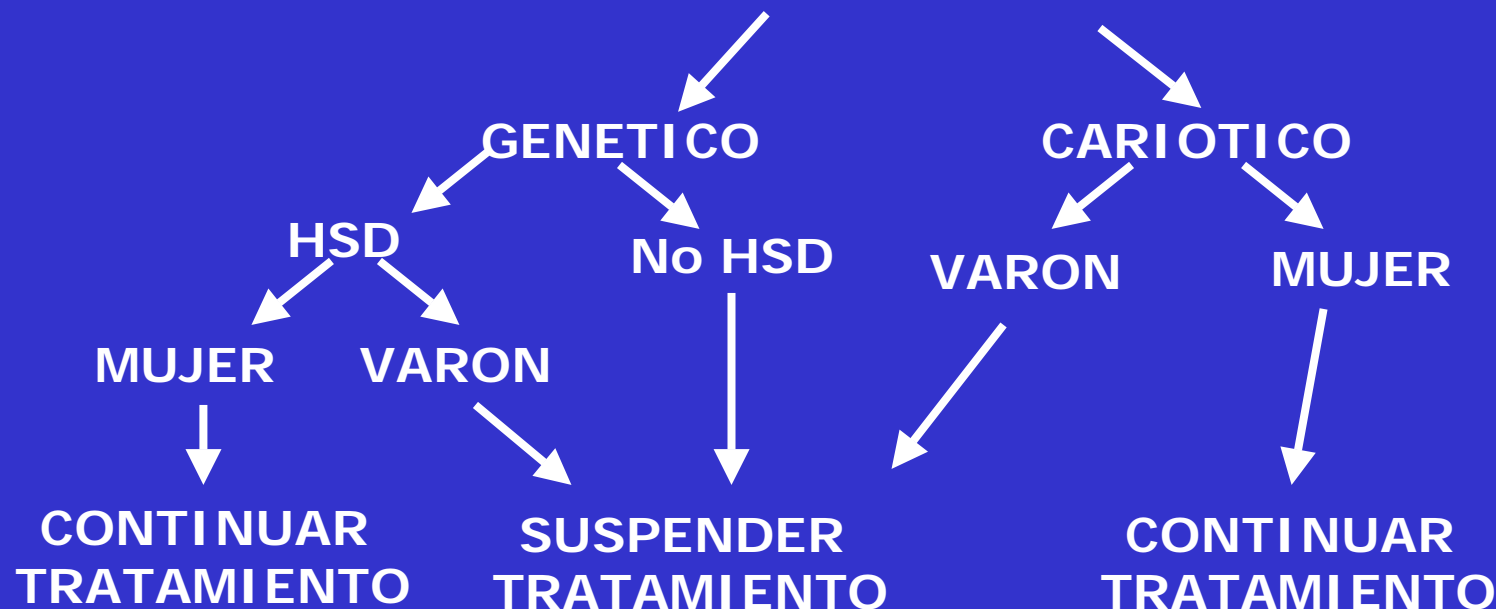 GENETICO
CARIOTICO
HSD
No HSD
VARON
MUJER
MUJER
VARON
CONTINUAR
TRATAMIENTO
SUSPENDER
TRATAMIENTO
CONTINUAR
TRATAMIENTO